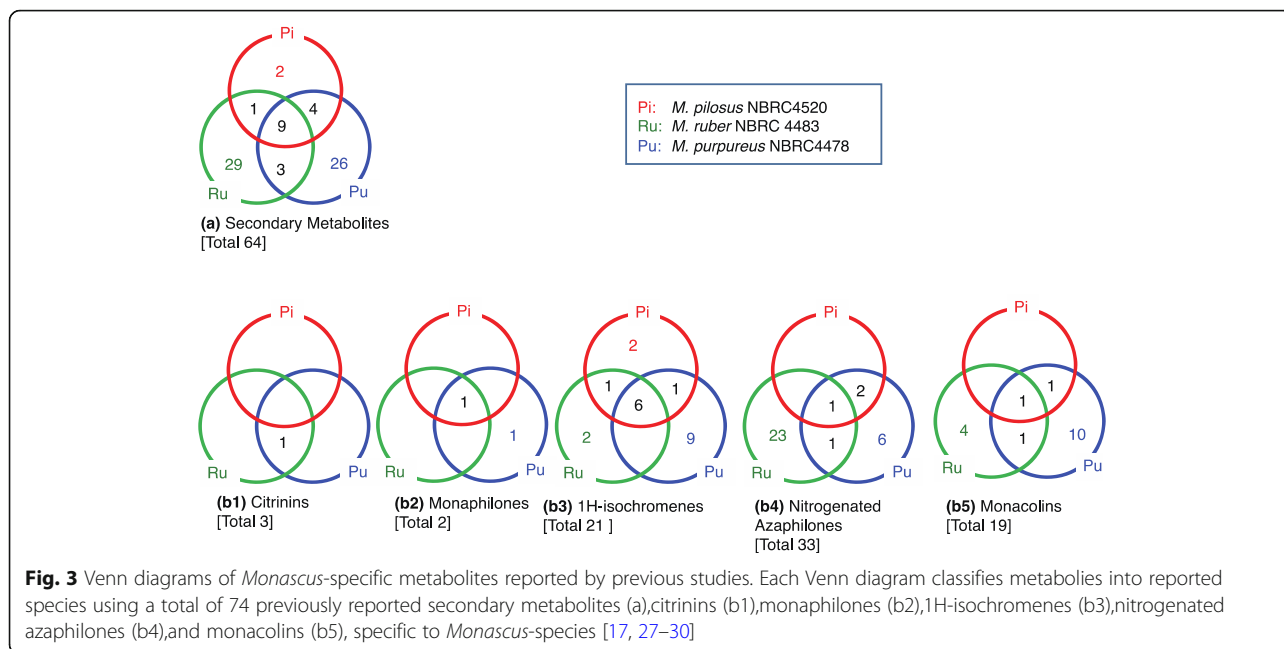 Pi
2
1
4
9
29
3
26
Ru
Pu
(a) Secondary Metabolites
[Total 64]
Pi: M. pilosus NBRC4520
Ru: M. ruber NBRC 4483
Pu: M. purpureus NBRC4478
Pi
1
Ru
Pu
(b1) Citrinins
[Total 3]
Pi
1
1
Ru
Pu
(b2) Monaphilones
[Total 2]
Pi
2
1
1
6
2
9
Ru
Pu
(b3) 1H-isochromenes
[Total 21 ]
Pi
2
1
23
1
6
Ru
Pu
(b4) Nitrogenated
Azaphilones
[Total 33]
Pi
1
1
4
1
10
Ru
Pu
(b5) Monacolins
[Total 19]
Fig. 3 Venn diagrams of Monascus-specific metabolites reported by previous studies. Each Venn diagram classifies metabolies into reported
species using a total of 74 previously reported secondary metabolites (a),citrinins (b1),monaphilones (b2),1H-isochromenes (b3),nitrogenated
azaphilones (b4),and monacolins (b5), specific to Monascus-species [17, 27–30]